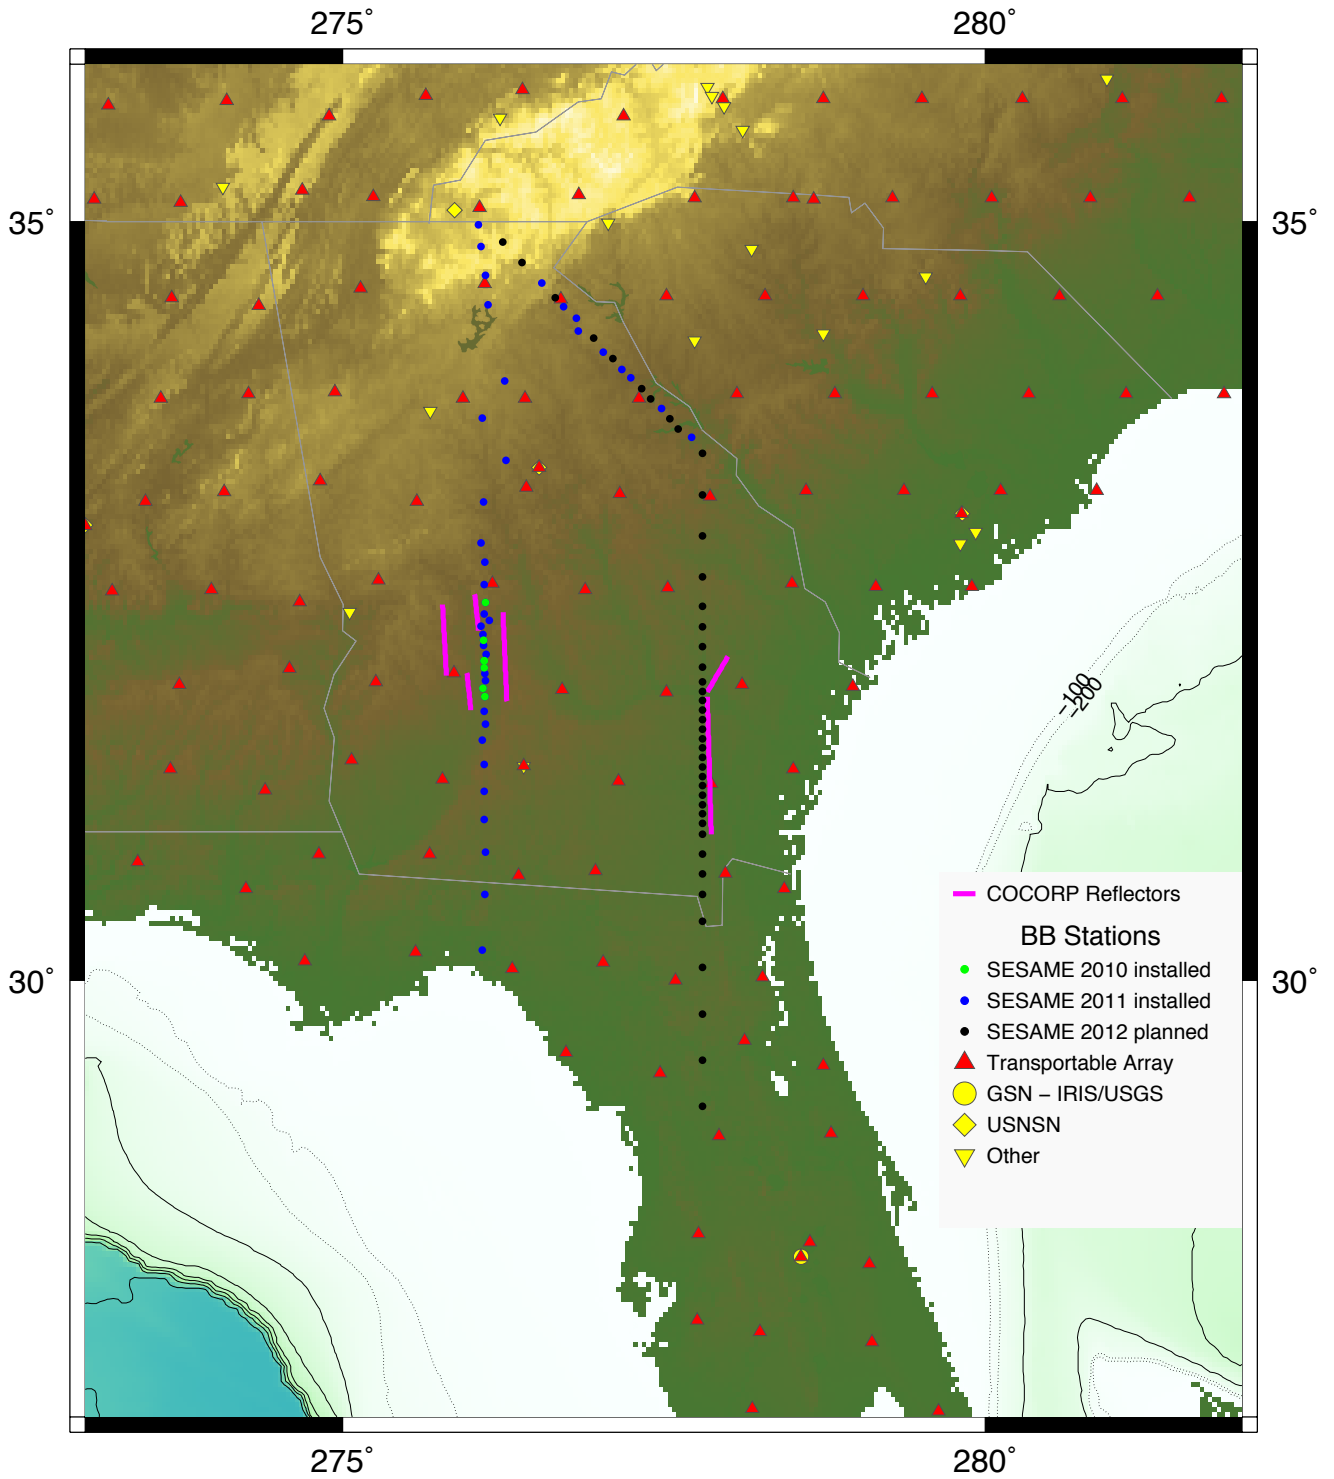 275° 280°
35° 35°
-100
-200
COCORP Reflectors
BB Stations
SESAME 2010 installed
30° 30°
SESAME 2011 installed
SESAME 2012 planned
Transportable Array
GSN – IRIS/USGS
USNSN
Other
275° 280°